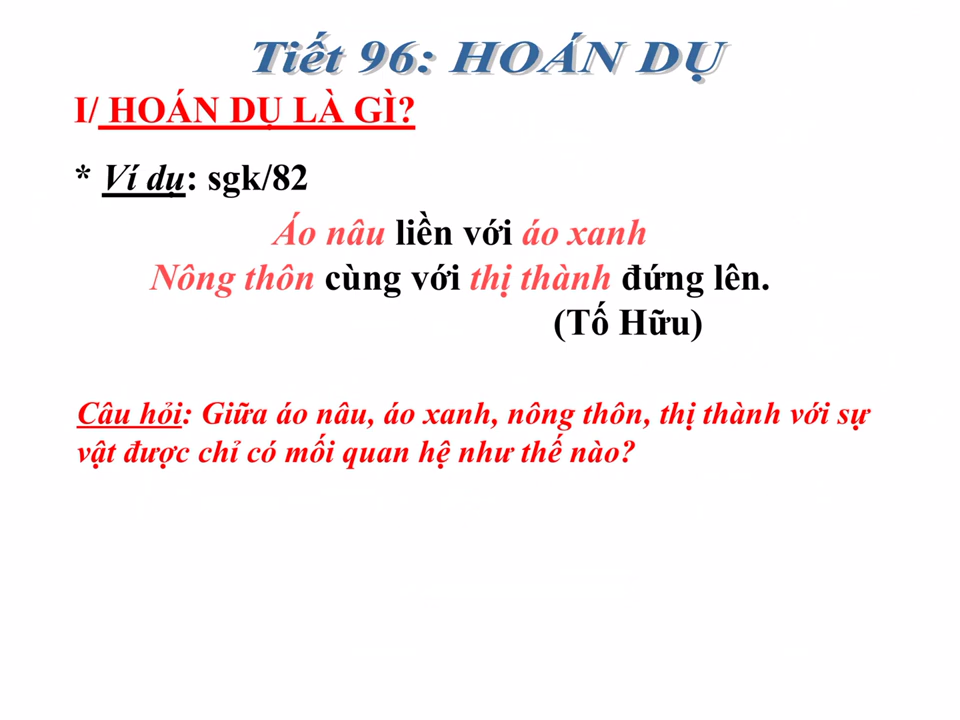 Tiết 96: HOÁN DỤ
I/ HOÁN DỤ LÀ GÌ?
* Ví dụ: sgk/82
Áo nâu liền với áo xanh
Nông thôn cùng với thị thành đứng lên.
(Tố Hữu)
Câu hỏi: Giữa áo nâu, áo xanh, nông thôn, thị thành với sự
vật được chỉ có mối quan hệ như thế nào?